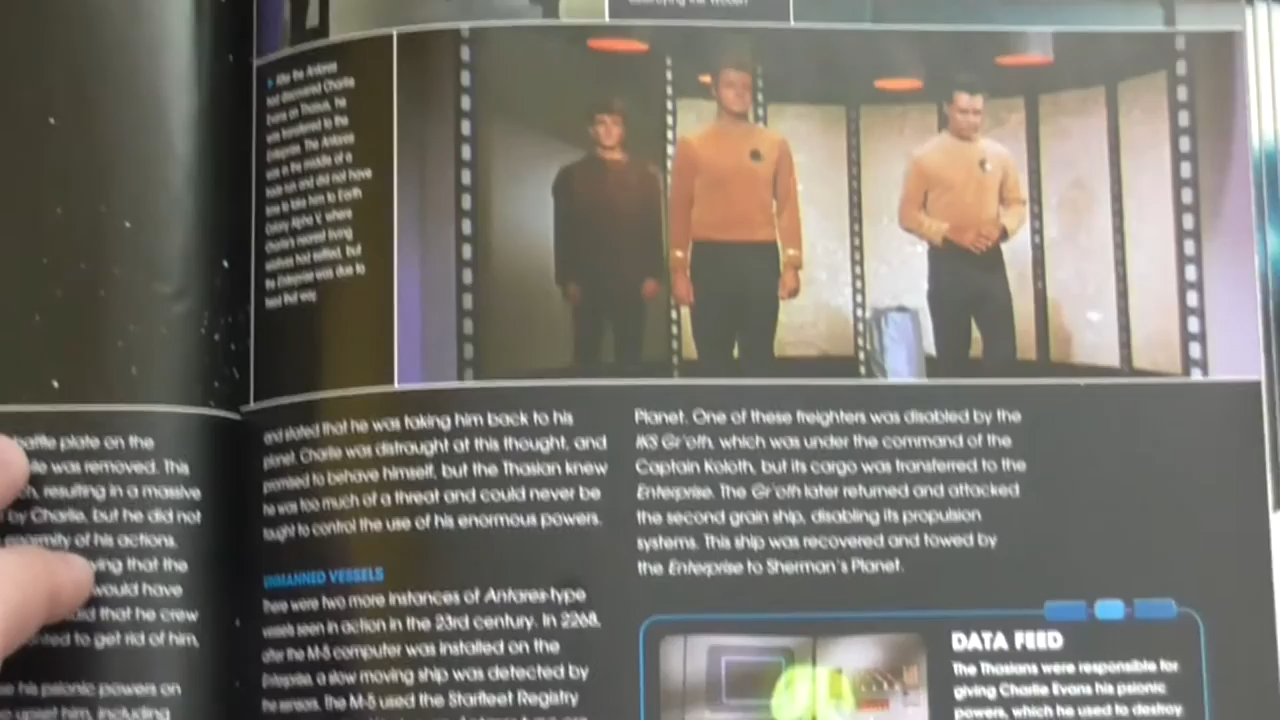 destroying the Woden
After the Antares
had discovered Charlie
Evans on Thasus, he
was transferred to the
Enterprise. The Antares
was in the middle of a
trade run and did not have
time to take him to Earth
Colony Alpha V, where
Charlie's nearest living
relatives had settled, but
the Enterprise was due to
head that way.
baffle plate on the
was removed. This
resulting in a massive
by Charlie, but he did not
enormity of his actions,
ying that the
would have
that he crew
to get rid of him,
his psionic powers on
upset him, including
and stated that he was taking him back to his
planet. Charlie was distraught at this thought, and
promised to behave himself, but the Thasian knew
he was too much of a threat and could never be
taught to control the use of his enormous powers.
UNMANNED VESSELS
There were two more instances of Antares-type
vessels seen in action in the 23rd century. In 2268,
after the M-5 computer was installed on the
Enterprise, a slow moving ship was detected by
the sensors. The M-5 used the Starfleet Registry
Planet. One of these freighters was disabled by the
IKS Gr'oth, which was under the command of the
Captain Koloth, but its cargo was transferred to the
Enterprise. The Gr'oth later returned and attacked
the second grain ship, disabling its propulsion
systems. This ship was recovered and towed by
the Enterprise to Sherman's Planet.
DATA FEED
The Thasians were responsible for
giving Charlie Evans his psionic
powers, which he used to destroy